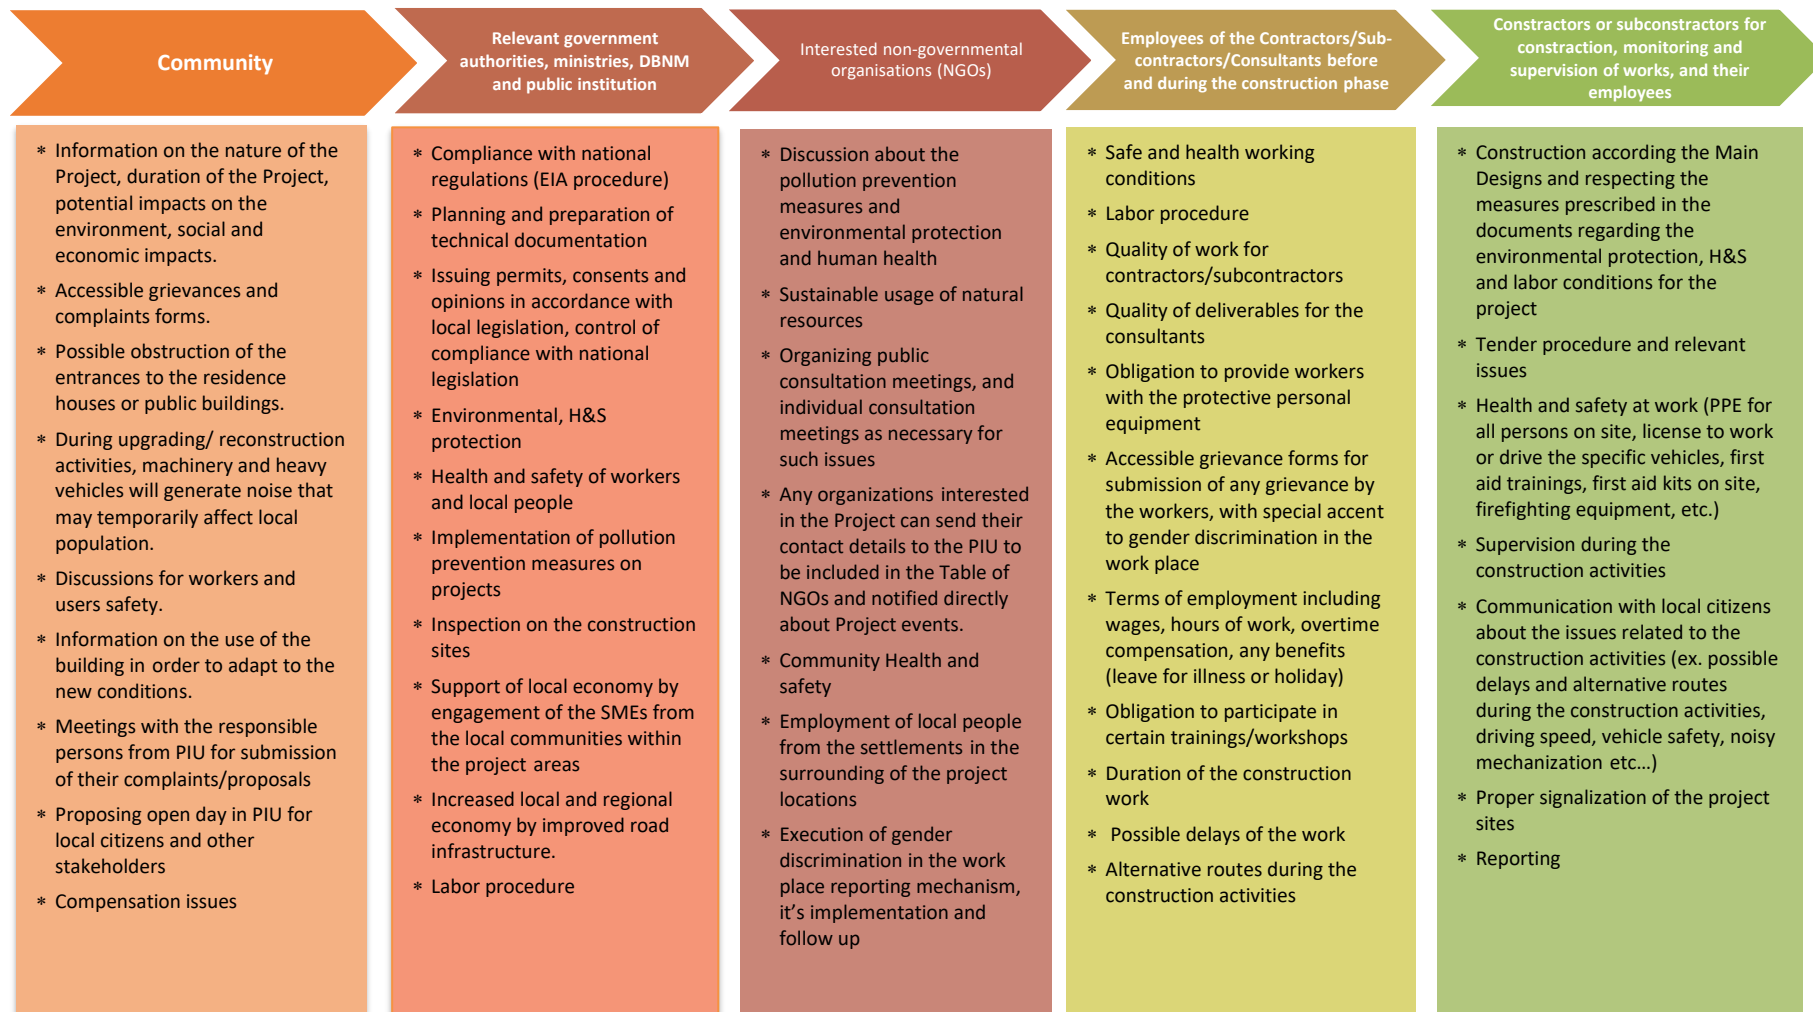 Community
Relevant government
authorities, ministries, DBNM
and public institution
Interested non-governmental
organisations (NGOs)
Employees of the Contractors/Sub-
contractors/Consultants before
and during the construction phase
Constractors or subconstractors for
constraction, monitoring and
supervision of works, and their
employees
* Information on the nature of the
Project, duration of the Project,
potential impacts on the
environment, social and
economic impacts.
* Accessible grievances and
complaints forms.
* Possible obstruction of the
entrances to the residence
houses or public buildings.
* During upgrading/ reconstruction
activities, machinery and heavy
vehicles will generate noise that
may temporarily affect local
population.
* Discussions for workers and
users safety.
* Information on the use of the
building in order to adapt to the
new conditions.
* Meetings with the responsible
persons from PIU for submission
of their complaints/proposals
* Proposing open day in PIU for
local citizens and other
stakeholders
* Compensation issues
* Compliance with national
regulations (EIA procedure)
* Planning and preparation of
technical documentation
* Issuing permits, consents and
opinions in accordance with
local legislation, control of
compliance with national
legislation
* Environmental, H&S
protection
* Health and safety of workers
and local people
* Implementation of pollution
prevention measures on
projects
* Inspection on the construction
sites
* Support of local economy by
engagement of the SMEs from
the local communities within
the project areas
* Increased local and regional
economy by improved road
infrastructure.
* Labor procedure
* Discussion about the
pollution prevention
measures and
environmental protection
and human health
* Sustainable usage of natural
resources
* Organizing public
consultation meetings, and
individual consultation
meetings as necessary for
such issues
* Any organizations interested
in the Project can send their
contact details to the PIU to
be included in the Table of
NGOs and notified directly
about Project events.
* Community Health and
safety
* Employment of local people
from the settlements in the
surrounding of the project
locations
* Execution of gender
discrimination in the work
place reporting mechanism,
it's implementation and
follow up
* Safe and health working
conditions
* Labor procedure
* Quality of work for
contractors/subcontractors
* Quality of deliverables for the
consultants
* Obligation to provide workers
with the protective personal
equipment
* Accessible grievance forms for
submission of any grievance by
the workers, with special accent
to gender discrimination in the
work place
* Terms of employment including
wages, hours of work, overtime
compensation, any benefits
(leave for illness or holiday)
* Obligation to participate in
certain trainings/workshops
* Duration of the construction
work
* Possible delays of the work
* Alternative routes during the
construction activities
* Construction according the Main
Designs and respecting the
measures prescribed in the
documents regarding the
environmental protection, H&S
and labor conditions for the
project
* Tender procedure and relevant
issues
* Health and safety at work (PPE for
all persons on site, license to work
or drive the specific vehicles, first
aid trainings, first aid kits on site,
firefighting equipment, etc.)
* Supervision during the
construction activities
* Communication with local citizens
about the issues related to the
construction activities (ex. possible
delays and alternative routes
during the construction activities,
driving speed, vehicle safety, noisy
mechanization etc…)
* Proper signalization of the project
sites
* Reporting